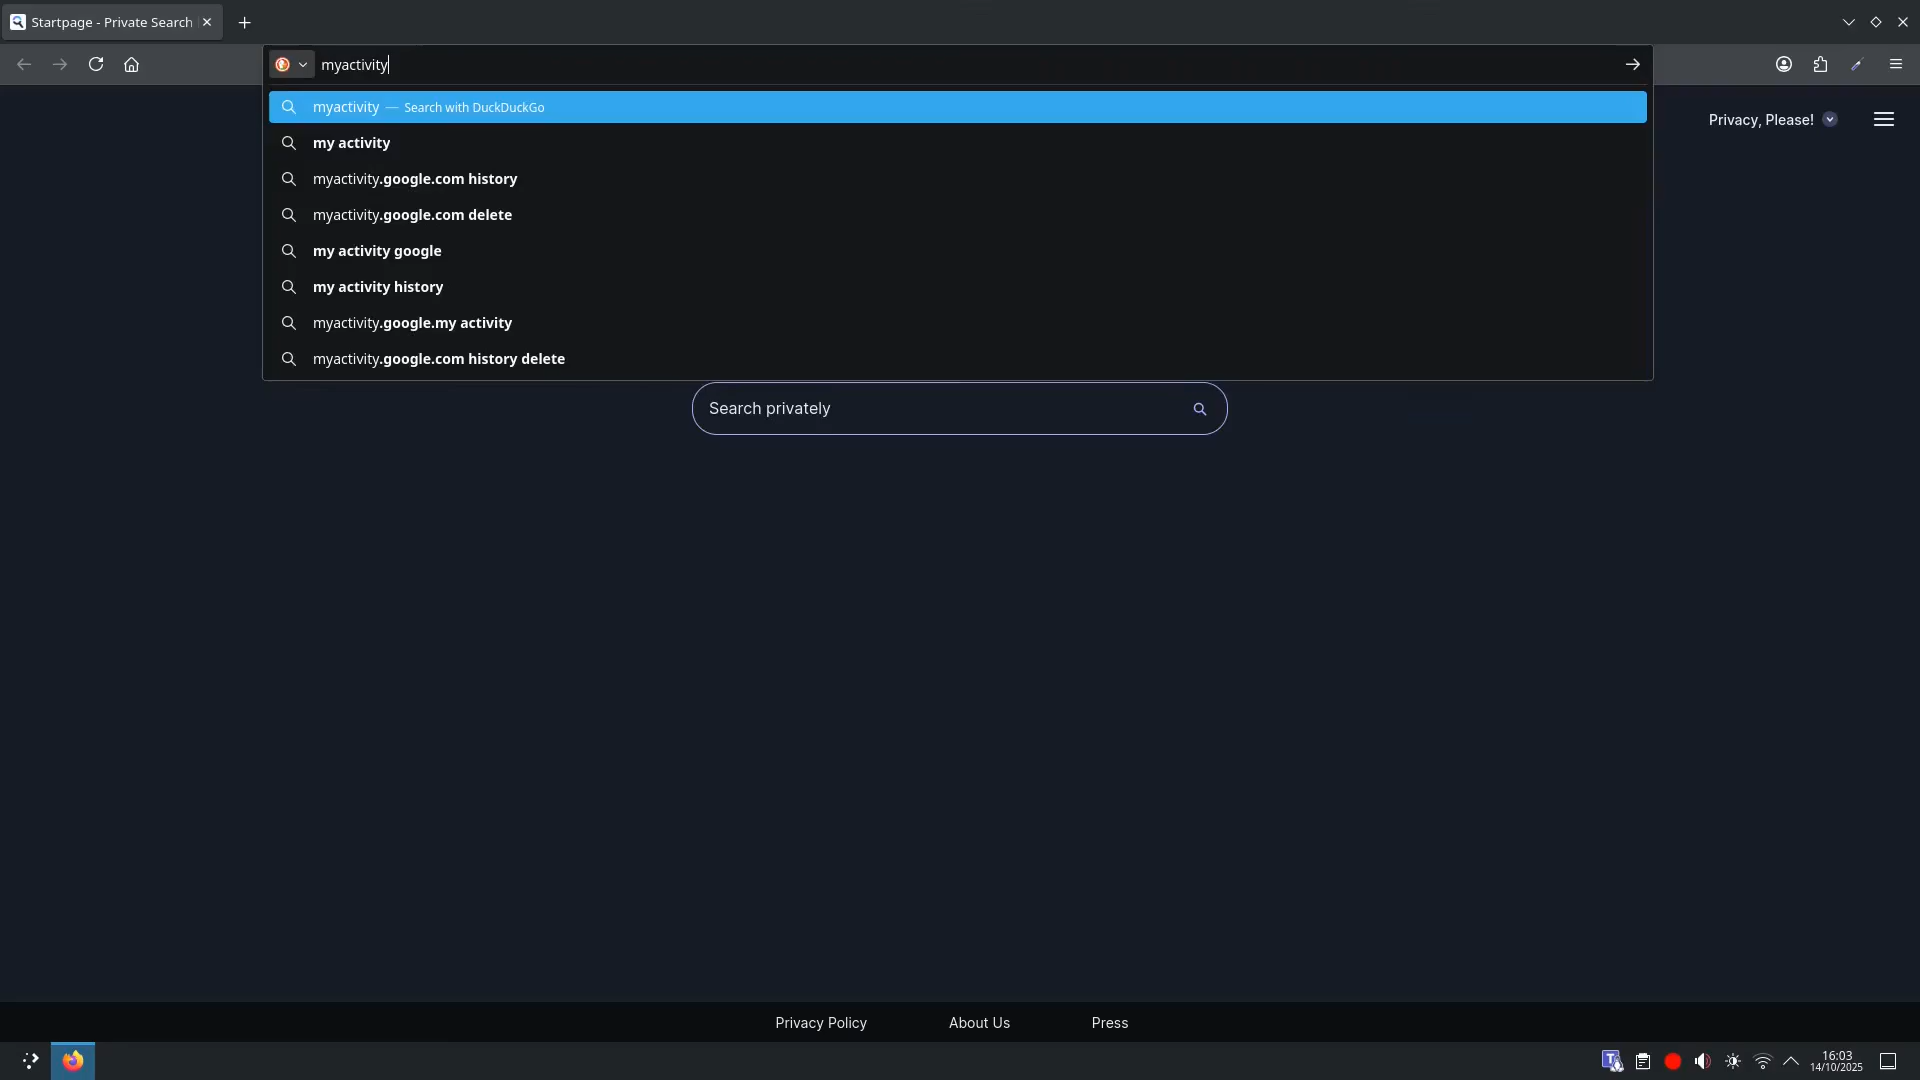 Startpage - Private Search
myactivity
myactivity — Search with DuckDuckGo
my activity
Privacy, Please!
myactivity.google.com history
myactivity.google.com delete
my activity google
my activity history
myactivity.google.my activity
myactivity.google.com history delete
Search privately
Privacy Policy
About Us
Press
T
16:03
14/10/2025